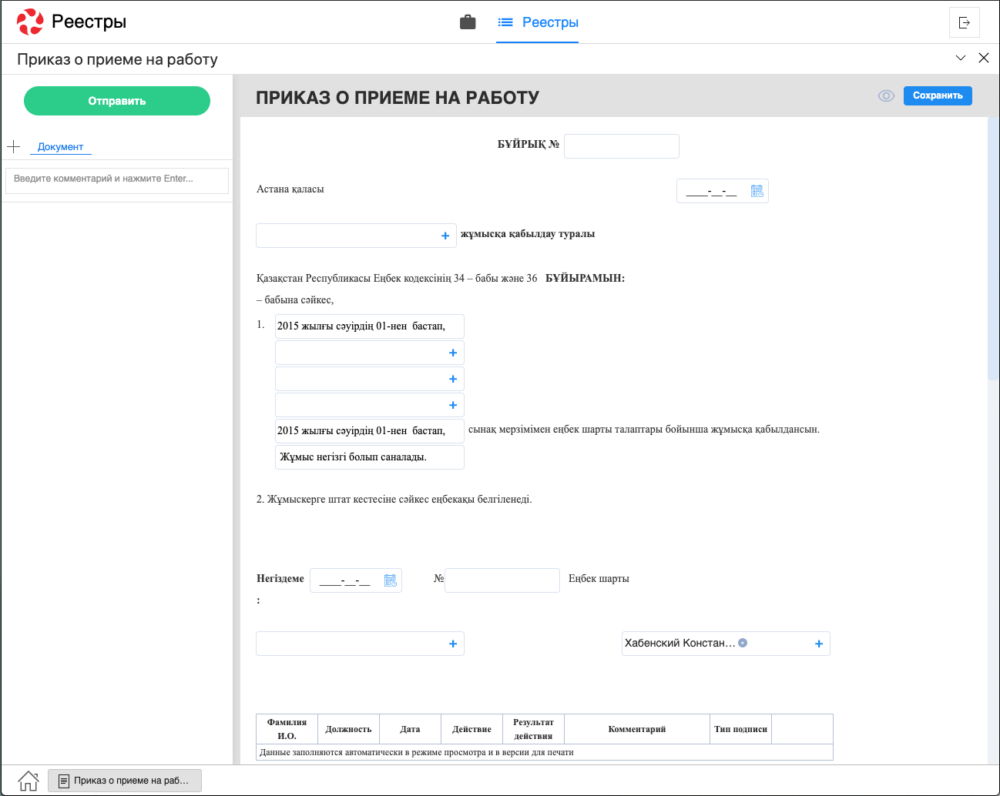 Реестры
Реестры
Приказ о приеме на работу
Отправить
Документ
Введите комментарий и нажмите Enter...
ПРИКАЗ О ПРИЕМЕ НА РАБОТУ
Сохранить
БҰЙРЫҚ №
Астана қаласы
____-__-__
жұмысқа қабылдау туралы
Қазақстан Республикасы Еңбек кодексінің 34 – бабы және 36 БҰЙЫРАМЫН:
– бабына сәйкес,
1. 2015 жылғы сәуірдің 01-нен бастап,
2015 жылғы сәуірдің 01-нен бастап, сынақ мерзімімен еңбек шарты талаптары бойынша жұмысқа қабылдансын.
Жұмыс негізгі болып саналады.
2. Жұмыскерге штат кестесіне сәйкес еңбекақы белгіленеді.
Негіздеме ____-__-__ № Еңбек шарты
:
Хабенский Констан...
Фамилия И.О. Должность Дата Действие Результат действия Комментарий Тип подписи
Данные заполняются автоматически в режиме просмотра и в версии для печати
Приказ о приеме на раб...